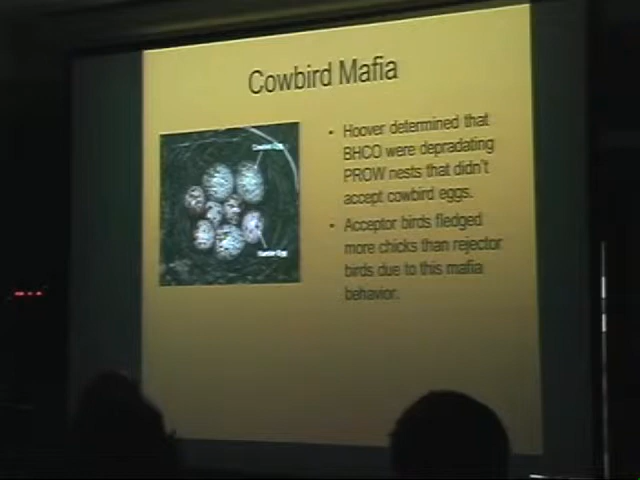 Cowbird Mafia
• Hoover determined that
BHCO were depradating
PROW nests that didn't
accept cowbird eggs.
• Acceptor birds fledged
more chicks than rejector
birds due to this mafia
behavior.